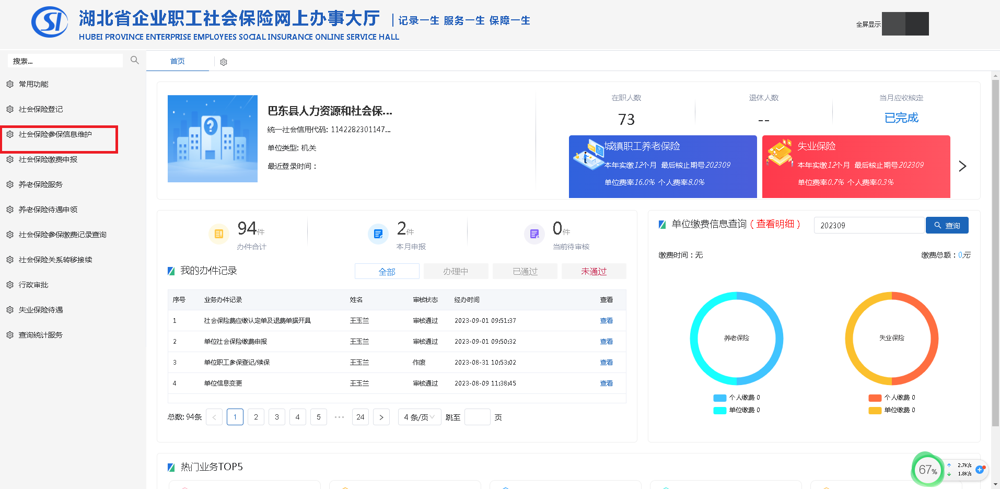 湖北省企业职工社会保险网上办事大厅
记录一生 服务一生 保障一生
HUBEI PROVINCE ENTERPRISE EMPLOYEES SOCIAL INSURANCE ONLINE SERVICE HALL
SI
全屏显示
搜索...
常用功能
社会保险登记
社会保险参保信息维护
社会保险缴费申报
养老保险服务
养老保险待遇申领
社会保险参保缴费记录查询
社会保险关系转移接续
行政审批
失业保险待遇
查询统计服务
首页
巴东县人力资源和社会保...
统一社会信用代码: 1142282301147...
单位类型: 机关
最近登录时间：
在职人数
73
退休人数
--
当月应收核定
已完成
城镇职工养老保险
本年实缴12个月 最后核止期号202309
单位费率16.0% 个人费率8.0%
失业保险
本年实缴12个月 最后核止期号202309
单位费率0.7% 个人费率0.3%
94件
办件合计
2件
本月申报
0件
当前待审核
我的办件记录
全部 办理中 已通过 未通过
序号 业务办件记录 姓名 审核状态 经办时间 查看
1 社会保险费应缴认定单及退费单据开具 王玉兰 审核通过 2023-09-01 09:51:37 查看
2 单位社会保险缴费申报 王玉兰 审核通过 2023-09-01 09:50:32 查看
3 单位职工参保登记/续保 王玉兰 作废 2023-08-31 10:53:02 查看
4 单位信息变更 王玉兰 审核通过 2023-08-09 11:38:45 查看
总数: 94条 < 1 2 3 4 5 ••• 24 > 4 条/页 跳至 页
单位缴费信息查询 ( 查看明细 )
202309
查询
缴费时间：无
缴费总额：0元
养老保险
个人缴费 0
单位缴费 0
失业保险
个人缴费 0
单位缴费 0
热门业务TOP5
67%
2.7K/s
1.8K/s